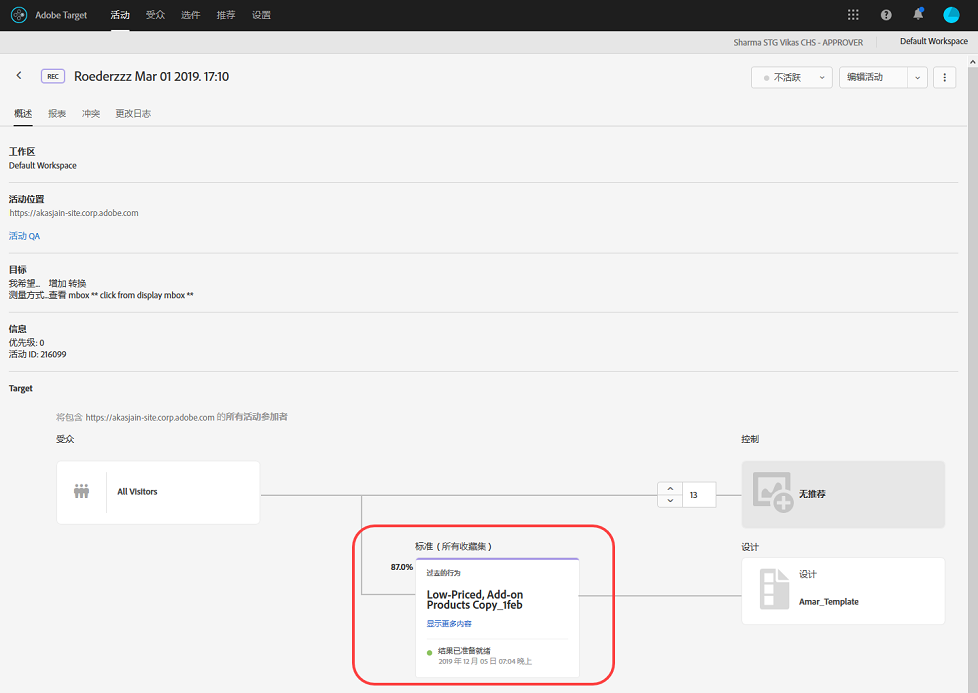 Adobe Target 活动 受众 选件 推荐 设置
Sharma STG Vikas CHS - APPROVER Default Workspace
REC Roederzzz Mar 01 2019. 17:10 不活跃 编辑活动
概述 报表 冲突 更改日志
工作区
Default Workspace
活动位置
https://akasjain-site.corp.adobe.com
活动 QA
目标
我希望... 增加 转换
测量方式...查看 mbox ** click from display mbox **
信息
优先级: 0
活动 ID: 216099
Target
将包含 https://akasjain-site.corp.adobe.com 的所有活动参加者
受众 控制
All Visitors 13 无推荐
标准 ( 所有收藏集 ) 设计
87.0%
过去的行为
设计
Low-Priced, Add-on
Products Copy_1feb
Amar_Template
显示更多内容
结果已准备就绪
2019 年 12 月 05 日 07:04 晚上